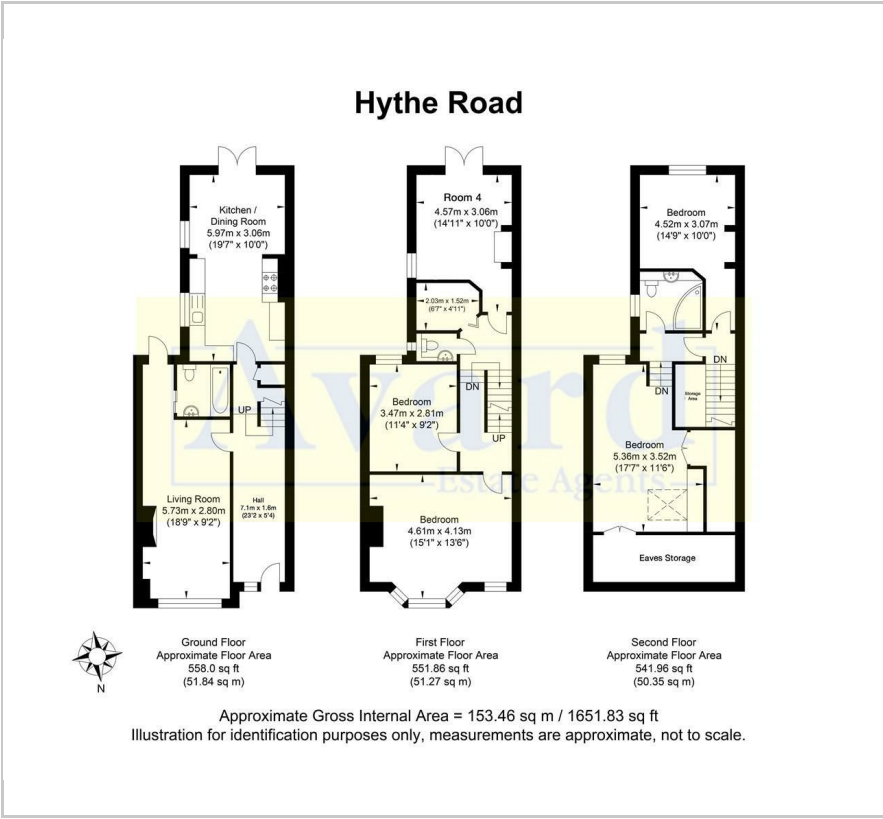 Hythe Road
Kitchen /
Dining Room
5.97m x 3.06m
(19'7" x 10'0")
UP
Living Room
5.73m x 2.80m
(18'9" x 9'2")
Hall
7.1m x 1.6m
(23'2 x 5'4)
Room 4
4.57m x 3.06m
(14'11" x 10'0")
2.03m x 1.52m
(6'7" x 4'11")
DN
UP
Bedroom
3.47m x 2.81m
(11'4" x 9'2")
Bedroom
4.61m x 4.13m
(15'1" x 13'6")
Bedroom
4.52m x 3.07m
(14'9" x 10'0")
DN
DN
Storage
Area
Bedroom
5.36m x 3.52m
(17'7" x 11'6")
Eaves Storage
Avard
Estate Agents
N
Ground Floor
Approximate Floor Area
558.0 sq ft
(51.84 sq m)
First Floor
Approximate Floor Area
551.86 sq ft
(51.27 sq m)
Second Floor
Approximate Floor Area
541.96 sq ft
(50.35 sq m)
Approximate Gross Internal Area = 153.46 sq m / 1651.83 sq ft
Illustration for identification purposes only, measurements are approximate, not to scale.